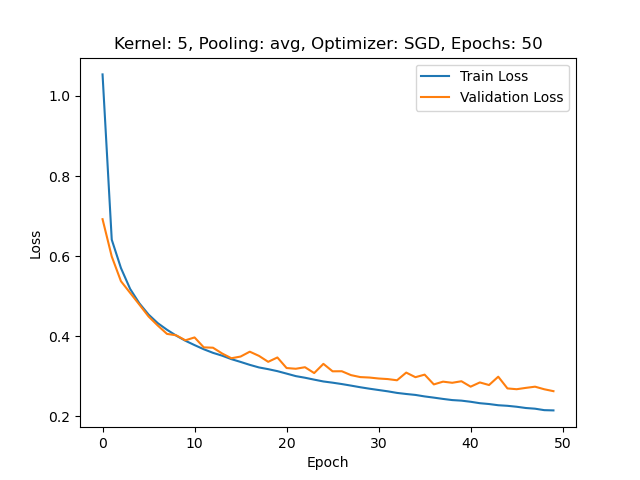 Kernel: 5, Pooling: avg, Optimizer: SGD, Epochs: 50
Train Loss
Validation Loss
1.0
0.8
0.6
0.4
0.2
Loss
0
10
20
30
40
50
Epoch